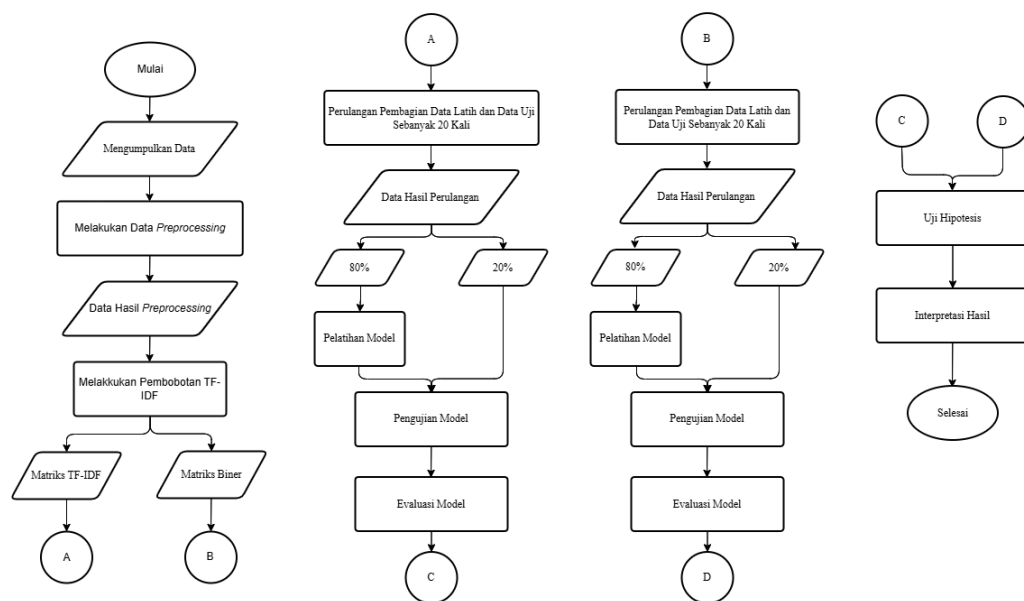 Mulai
Mengumpulkan Data
Melakukan Data Preprocessing
Data Hasil Preprocessing
Melakkukan Pembobotan TF-
IDF
Matriks TF-IDF
Matriks Biner
A
B
A
Perulangan Pembagian Data Latih dan Data Uji
Sebanyak 20 Kali
Data Hasil Perulangan
80%
20%
Pelatihan Model
Pengujian Model
Evaluasi Model
C
B
Perulangan Pembagian Data Latih dan
Data Uji Sebanyak 20 Kali
Data Hasil Perulangan
80%
20%
Pelatihan Model
Pengujian Model
Evaluasi Model
D
C
D
Uji Hipotesis
Interpretasi Hasil
Selesai